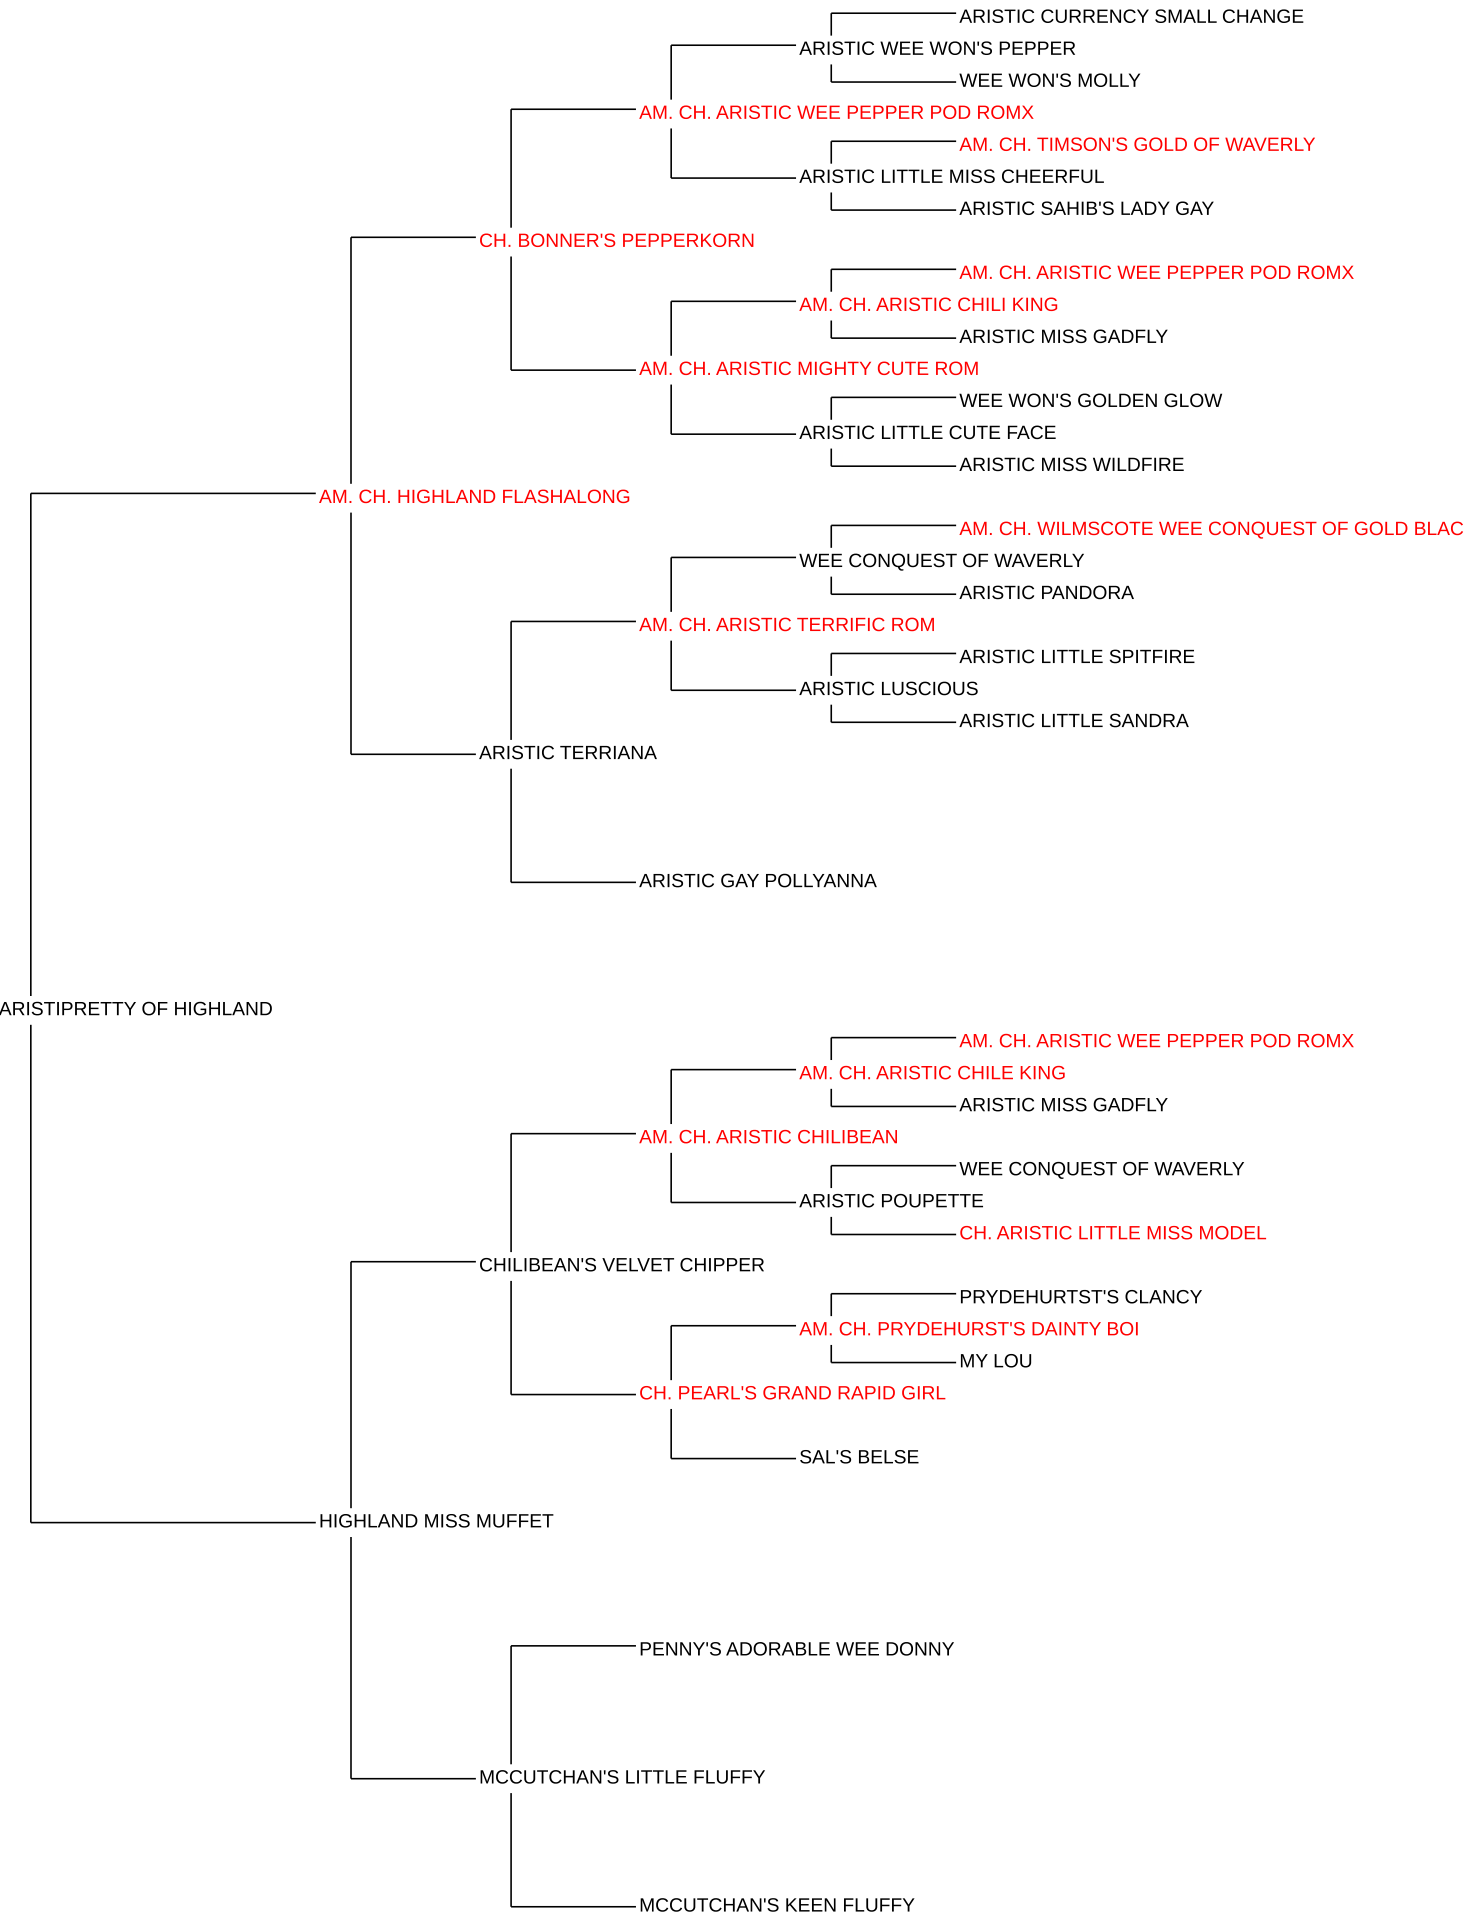 ARISTIC CURRENCY SMALL CHANGE
ARISTIC WEE WON'S PEPPER
WEE WON'S MOLLY
AM. CH. ARISTIC WEE PEPPER POD ROMX
AM. CH. TIMSON'S GOLD OF WAVERLY
ARISTIC LITTLE MISS CHEERFUL
ARISTIC SAHIB'S LADY GAY
CH. BONNER'S PEPPERKORN
AM. CH. ARISTIC WEE PEPPER POD ROMX
AM. CH. ARISTIC CHILI KING
ARISTIC MISS GADFLY
AM. CH. ARISTIC MIGHTY CUTE ROM
WEE WON'S GOLDEN GLOW
ARISTIC LITTLE CUTE FACE
ARISTIC MISS WILDFIRE
AM. CH. HIGHLAND FLASHALONG
AM. CH. WILMSCOTE WEE CONQUEST OF GOLD BLAC
WEE CONQUEST OF WAVERLY
ARISTIC PANDORA
AM. CH. ARISTIC TERRIFIC ROM
ARISTIC LITTLE SPITFIRE
ARISTIC LUSCIOUS
ARISTIC LITTLE SANDRA
ARISTIC TERRIANA
ARISTIC GAY POLLYANNA
ARISTIPRETTY OF HIGHLAND
AM. CH. ARISTIC WEE PEPPER POD ROMX
AM. CH. ARISTIC CHILE KING
ARISTIC MISS GADFLY
AM. CH. ARISTIC CHILIBEAN
WEE CONQUEST OF WAVERLY
ARISTIC POUPETTE
CH. ARISTIC LITTLE MISS MODEL
CHILIBEAN'S VELVET CHIPPER
PRYDEHURTST'S CLANCY
AM. CH. PRYDEHURST'S DAINTY BOI
MY LOU
CH. PEARL'S GRAND RAPID GIRL
SAL'S BELSE
HIGHLAND MISS MUFFET
PENNY'S ADORABLE WEE DONNY
MCCUTCHAN'S LITTLE FLUFFY
MCCUTCHAN'S KEEN FLUFFY